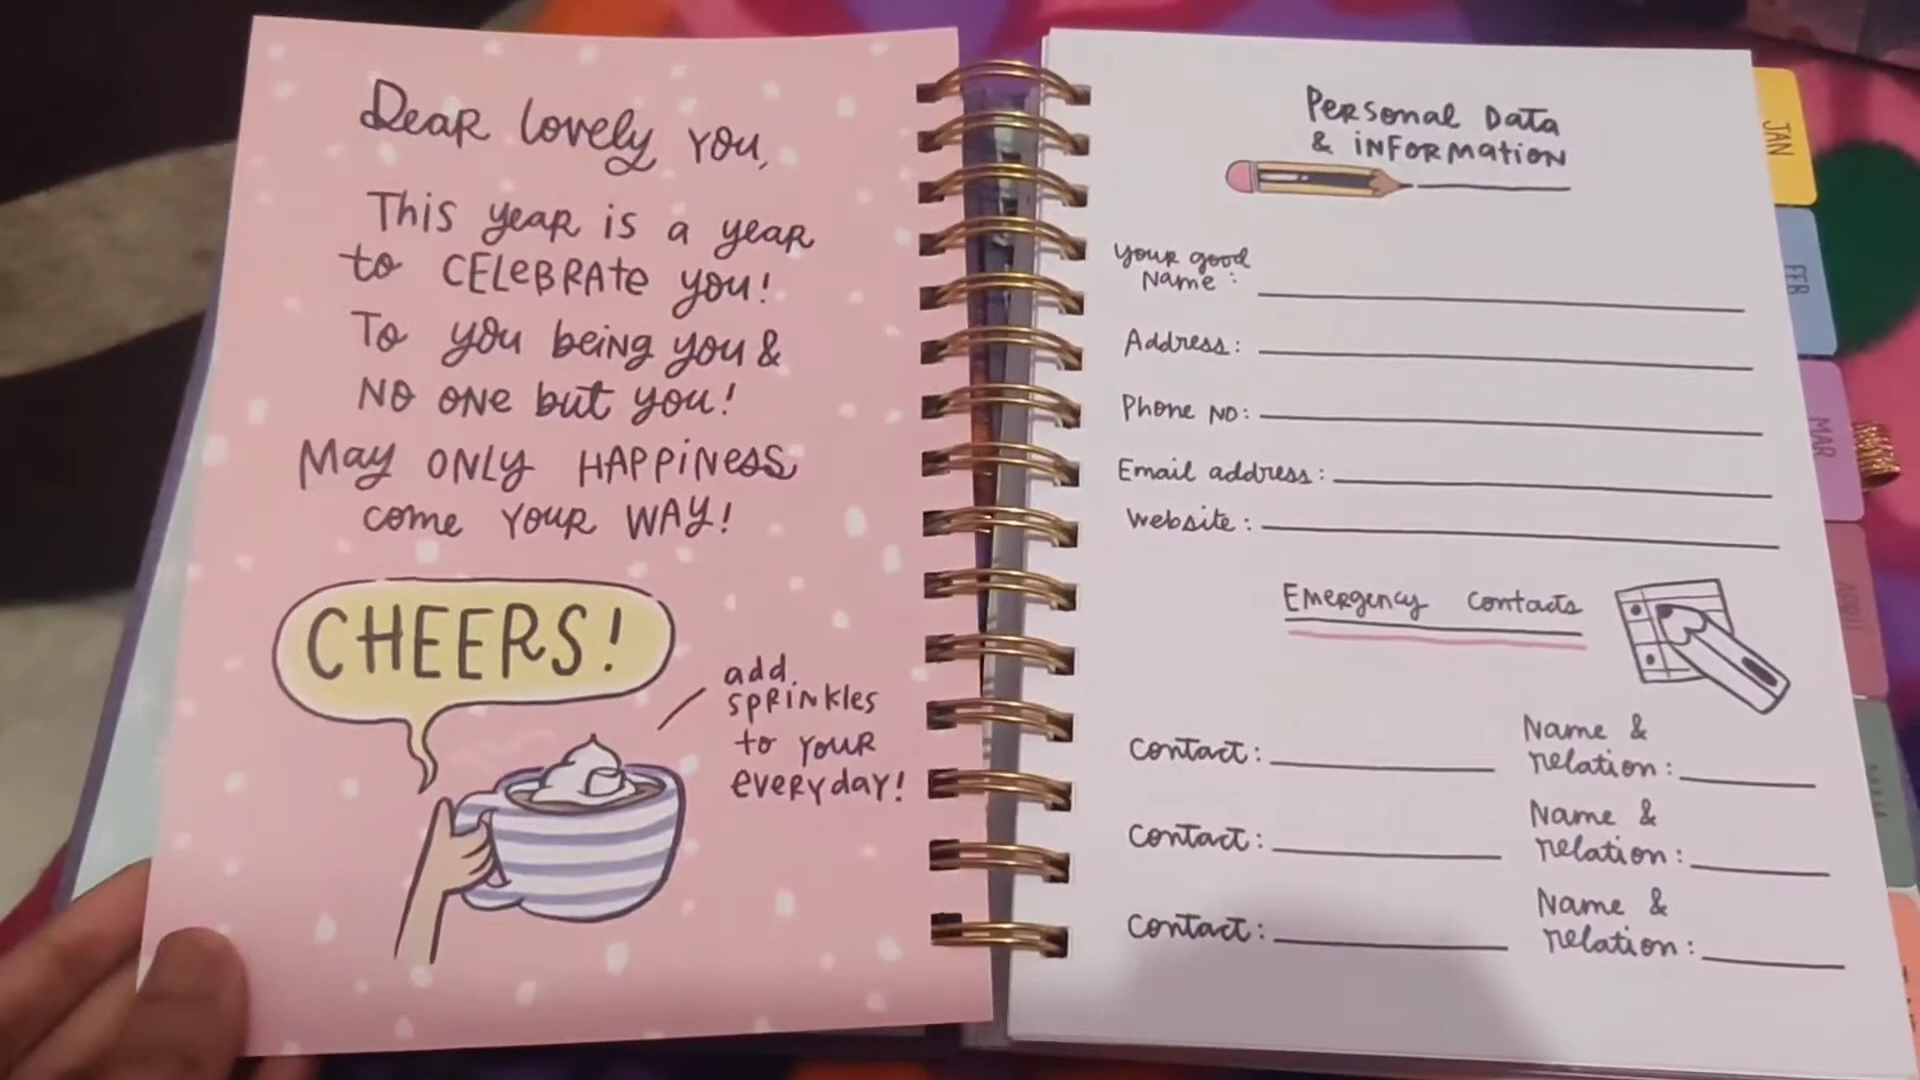 Dear lovely you,
This year is a year
to CELEBRATE you!
To you being you &
NO ONE but you!
May ONLY HAPPINESS
come YOUR WAY!
CHEERS!
add
sprinkles
to your
everyday!
Personal Data
& information
Your good
Name:
Address:
Phone NO:
Email address:
Website:
Emergency contacts
Contact:
Name &
relation:
Contact:
Name &
relation:
Contact:
Name &
relation:
JAN
FEB
MAR
APRIL